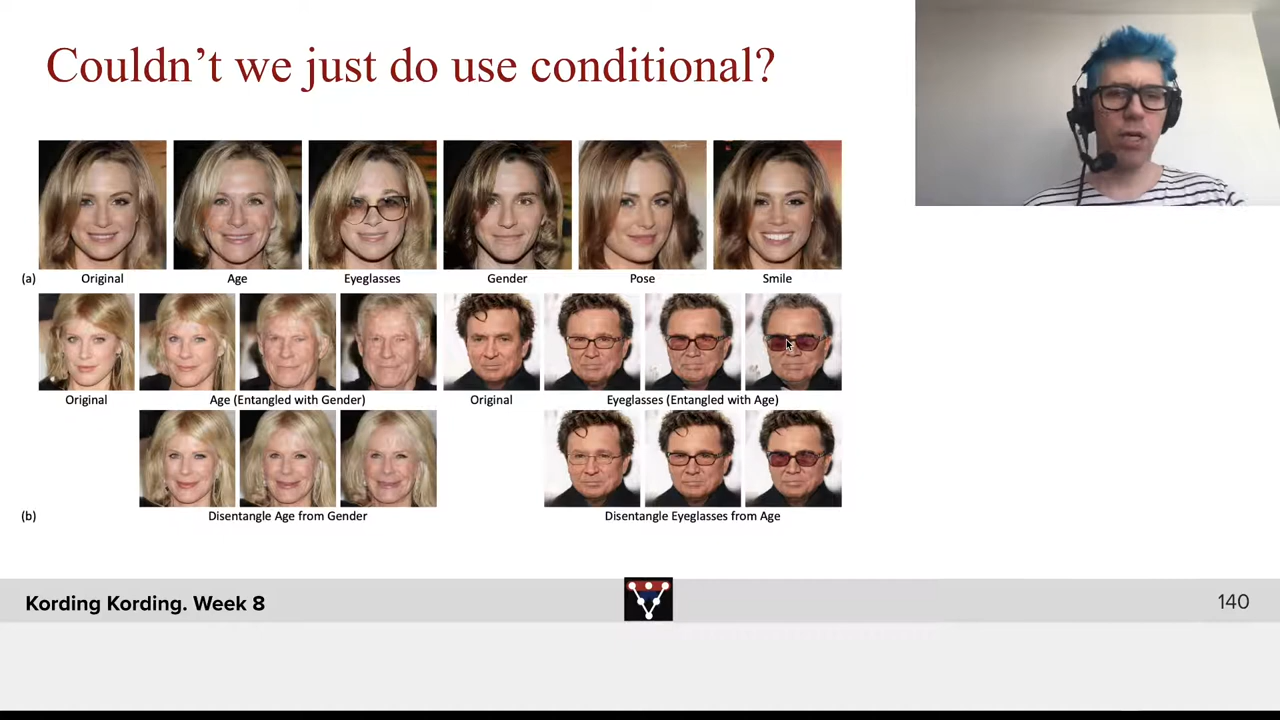 Couldn’t we just do use conditional?
(a) Original Age Eyeglasses Gender Pose Smile
Original Age (Entangled with Gender) Original Eyeglasses (Entangled with Age)
(b) Disentangle Age from Gender Disentangle Eyeglasses from Age
Kording Kording. Week 8 140